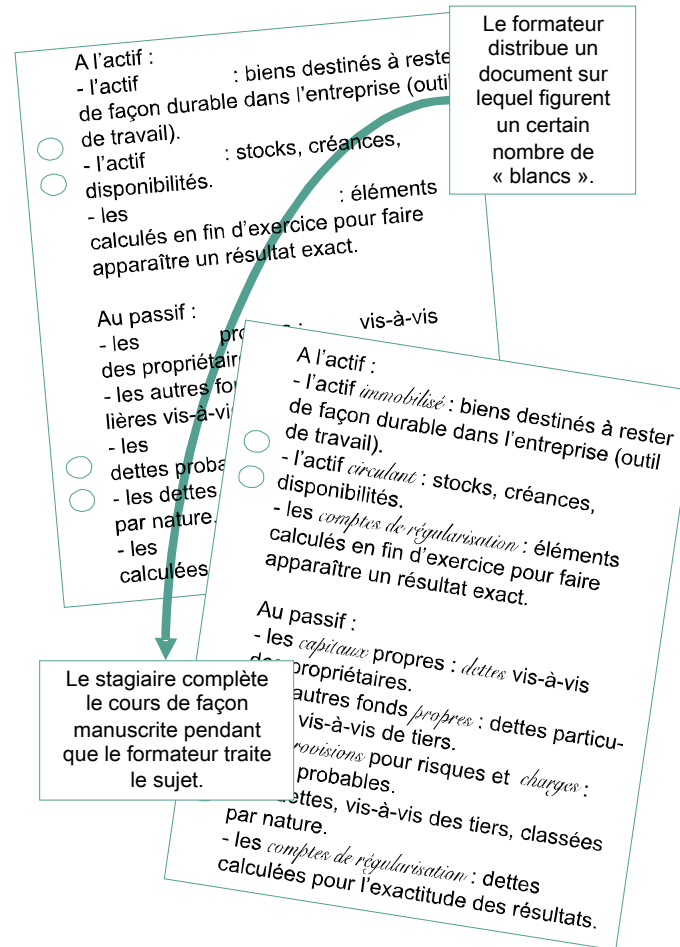 A l'actif :
- l'actif : biens destinés à reste
de façon durable dans l'entreprise (outil
de travail).
- l'actif : stocks, créances,
disponibilités.
- les : éléments
calculés en fin d'exercice pour faire
apparaître un résultat exact.
Au passif :
- les vis-à-vis
des propriétair
- les autres fo
lières vis-à-vi
- les
dettes proba
- les dettes
par nature.
- les
calculées
Le formateur
distribue un
document sur
lequel figurent
un certain
nombre de
« blancs ».
A l'actif :
- l'actif immobilisé : biens destinés à rester
de façon durable dans l'entreprise (outil
de travail).
- l'actif circulant : stocks, créances,
disponibilités.
- les comptes de régularisation : éléments
calculés en fin d'exercice pour faire
apparaître un résultat exact.
Au passif :
- les capitaux propres : dettes vis-à-vis
propriétaires.
autres fonds propres : dettes particu-
vis-à-vis de tiers.
rovisions pour risques et charges :
probables.
ettes, vis-à-vis des tiers, classées
par nature.
- les comptes de régularisation : dettes
calculées pour l'exactitude des résultats.
Le stagiaire complète
le cours de façon
manuscrite pendant
que le formateur traite
le sujet.